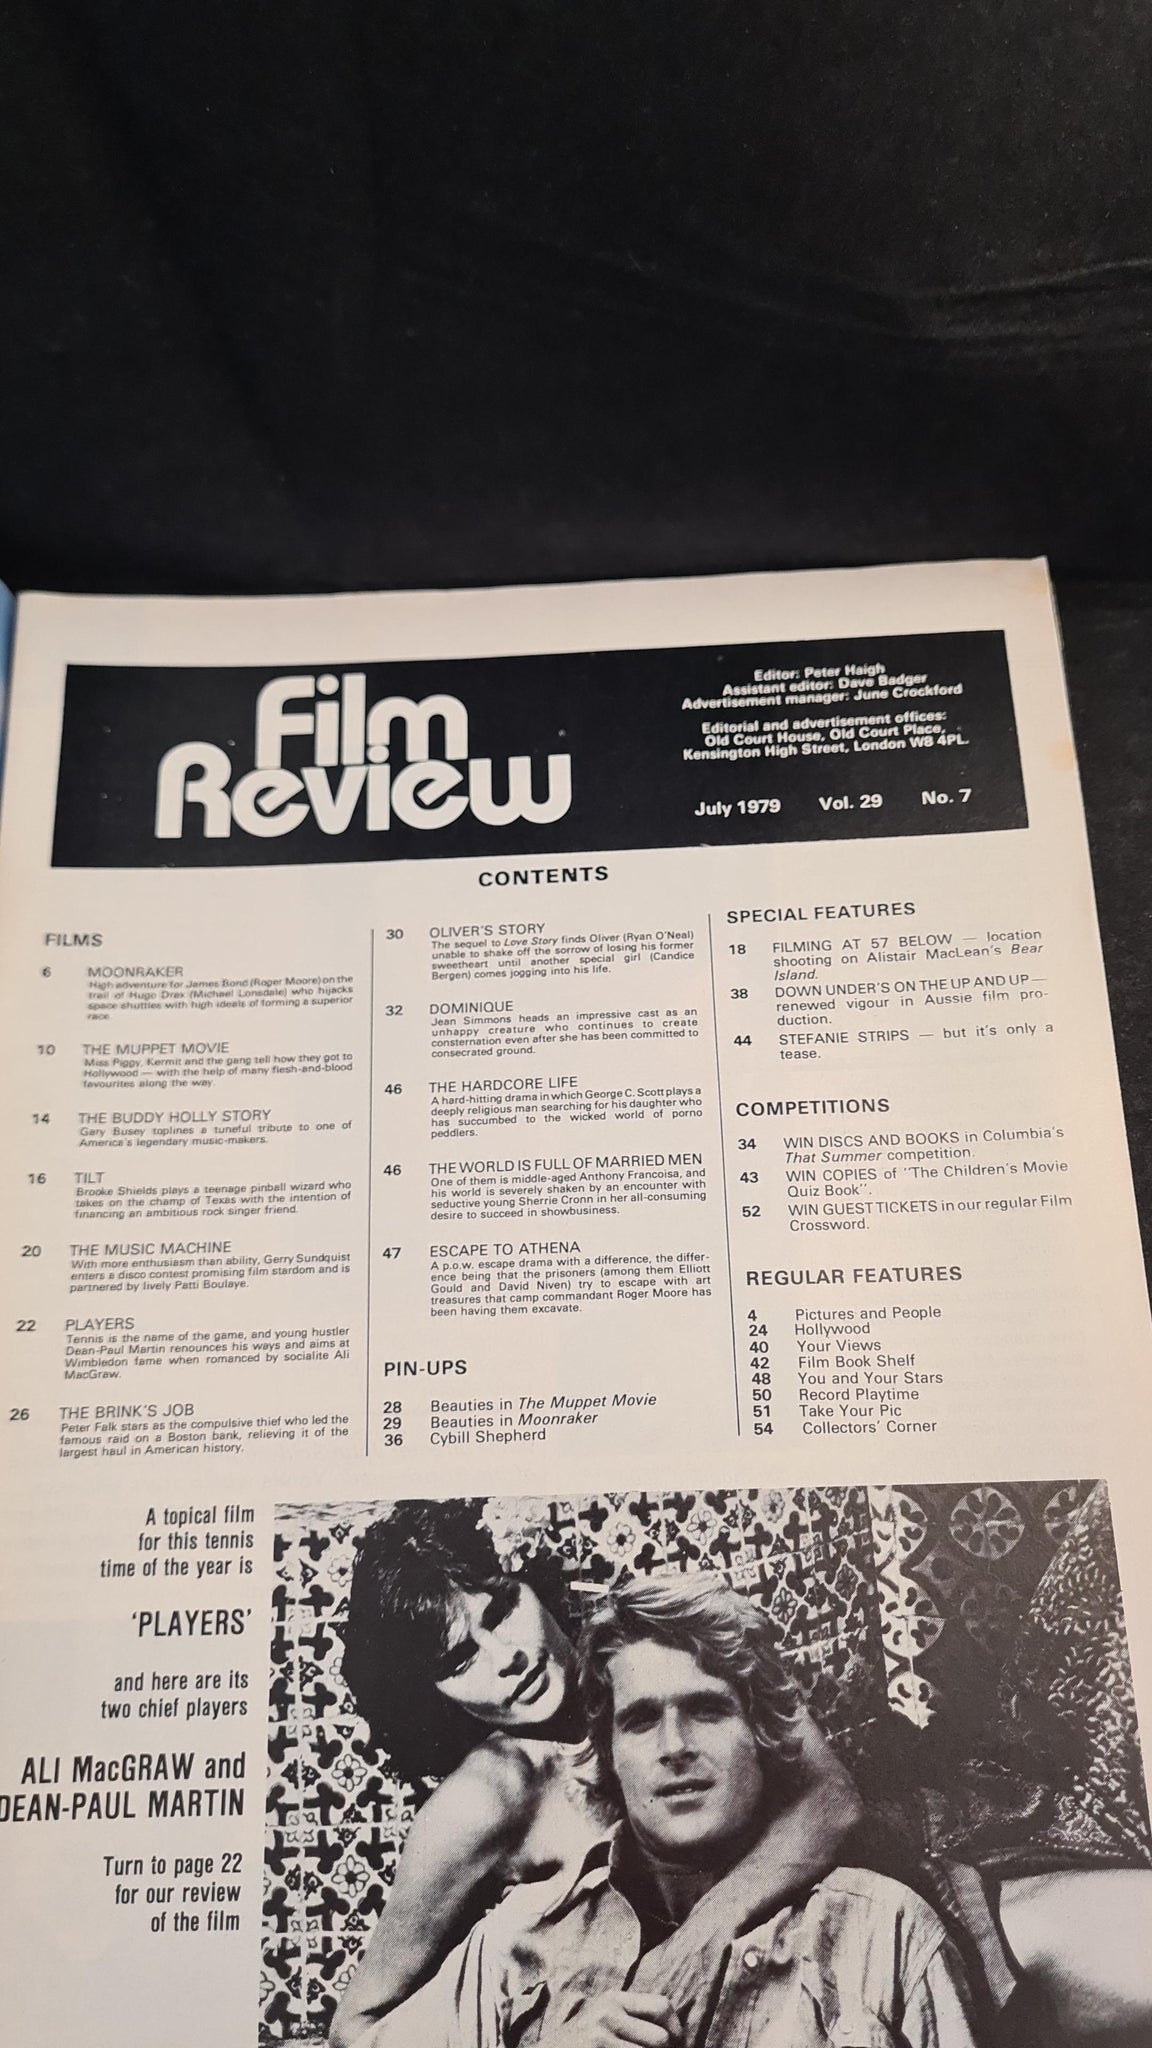 Film
Review
Editor: Peter Haigh
Assistant editor: Dave Badger
Advertisement manager: June Crockford
Editorial and advertisement offices:
Old Court House, Old Court Place,
Kensington High Street, London W8 4PL.
July 1979 Vol. 29 No. 7
CONTENTS
FILMS
6 MOONRAKER
High adventure for James Bond (Roger Moore) on the
trail of Hugo Drax (Michael Lonsdale) who hijacks
space shuttles with high ideals of forming a superior
race.
10 THE MUPPET MOVIE
Miss Piggy, Kermit and the gang tell how they got to
Hollywood — with the help of many flesh-and-blood
favourites along the way.
14 THE BUDDY HOLLY STORY
Gary Busey toplines a tuneful tribute to one of
America's legendary music-makers.
16 TILT
Brooke Shields plays a teenage pinball wizard who
takes on the champ of Texas with the intention of
financing an ambitious rock singer friend.
20 THE MUSIC MACHINE
With more enthusiasm than ability, Gerry Sundquist
enters a disco contest promising film stardom and is
partnered by lively Patti Boulaye.
22 PLAYERS
Tennis is the name of the game, and young hustler
Dean-Paul Martin renounces his ways and aims at
Wimbledon fame when romanced by socialite Ali
MacGraw.
26 THE BRINK'S JOB
Peter Falk stars as the compulsive thief who led the
famous raid on a Boston bank, relieving it of the
largest haul in American history.
30 OLIVER'S STORY
The sequel to Love Story finds Oliver (Ryan O'Neal)
unable to shake off the sorrow of losing his former
sweetheart until another special girl (Candice
Bergen) comes jogging into his life.
32 DOMINIQUE
Jean Simmons heads an impressive cast as an
unhappy creature who continues to create
consternation even after she has been committed to
consecrated ground.
46 THE HARDCORE LIFE
A hard-hitting drama in which George C. Scott plays a
deeply religious man searching for his daughter who
has succumbed to the wicked world of porno
peddlers.
46 THE WORLD IS FULL OF MARRIED MEN
One of them is middle-aged Anthony Francoisa, and
his world is severely shaken by an encounter with
seductive young Sherrie Cronn in her all-consuming
desire to succeed in showbusiness.
47 ESCAPE TO ATHENA
A p.o.w. escape drama with a difference, the differ-
ence being that the prisoners (among them Elliott
Gould and David Niven) try to escape with art
treasures that camp commandant Roger Moore has
been having them excavate.
PIN-UPS
28 Beauties in The Muppet Movie
29 Beauties in Moonraker
36 Cybill Shepherd
SPECIAL FEATURES
18 FILMING AT 57 BELOW — location
shooting on Alistair MacLean's Bear
Island.
38 DOWN UNDER'S ON THE UP AND UP—
renewed vigour in Aussie film pro-
duction.
44 STEFANIE STRIPS — but it's only a
tease.
COMPETITIONS
34 WIN DISCS AND BOOKS in Columbia's
That Summer competition.
43 WIN COPIES of "The Children's Movie
Quiz Book".
52 WIN GUEST TICKETS in our regular Film
Crossword.
REGULAR FEATURES
4 Pictures and People
24 Hollywood
40 Your Views
42 Film Book Shelf
48 You and Your Stars
50 Record Playtime
51 Take Your Pic
54 Collectors' Corner
A topical film
for this tennis
time of the year is
'PLAYERS'
and here are its
two chief players
ALI MacGRAW and
DEAN-PAUL MARTIN
Turn to page 22
for our review
of the film